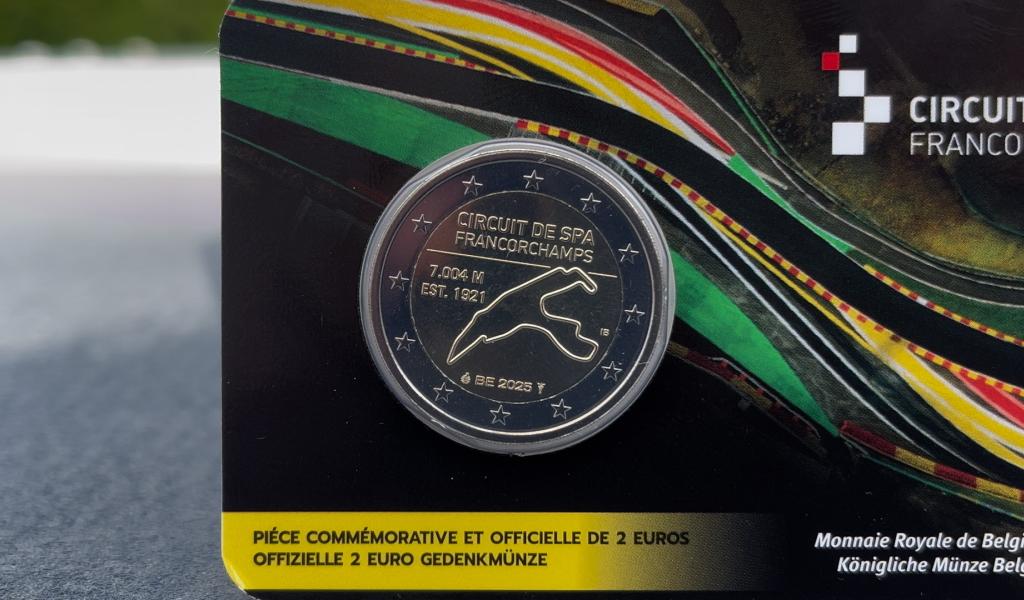 CIRCUIT
FRANCO
CIRCUIT DE SPA
FRANCORCHAMPS
7.004 M
EST. 1921
IB
BE 2025
PIÉCE COMMÉMORATIVE ET OFFICIELLE DE 2 EUROS
OFFIZIELLE 2 EURO GEDENKMÜNZE
Monnaie Royale de Belgi
Königliche Münze Belg